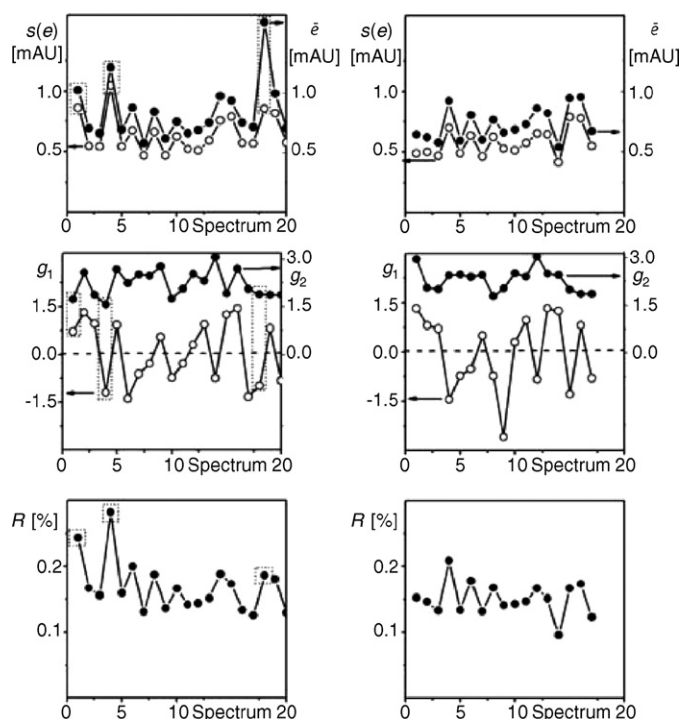 s(e) ē s(e) ē
[mAU] [mAU] [mAU] [mAU]
1.0 1.0 1.0 1.0
0.5 0.5 0.5 0.5
0 5 10 Spectrum 20 0 5 10 Spectrum 20
g1 3.0 g1 3.0
g2 g2
1.5 1.5 1.5 1.5
0.0 0.0 0.0 0.0
-1.5 -1.5
0 5 10 Spectrum 20 0 5 10 Spectrum 20
R [%] R [%]
0.2 0.2
0.1 0.1
0 5 10 Spectrum 20 0 5 10 Spectrum 20